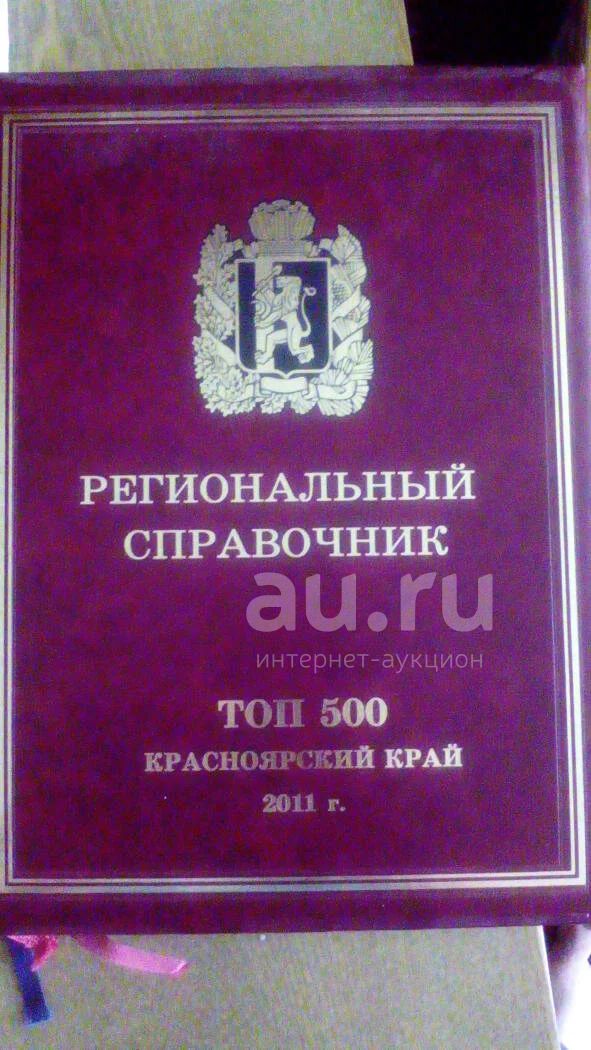 РЕГИОНАЛЬНЫЙ
СПРАВОЧНИК
au.ru
интернет-аукцион
ТОП 500
КРАСНОЯРСКИЙ КРАЙ
2011 г.